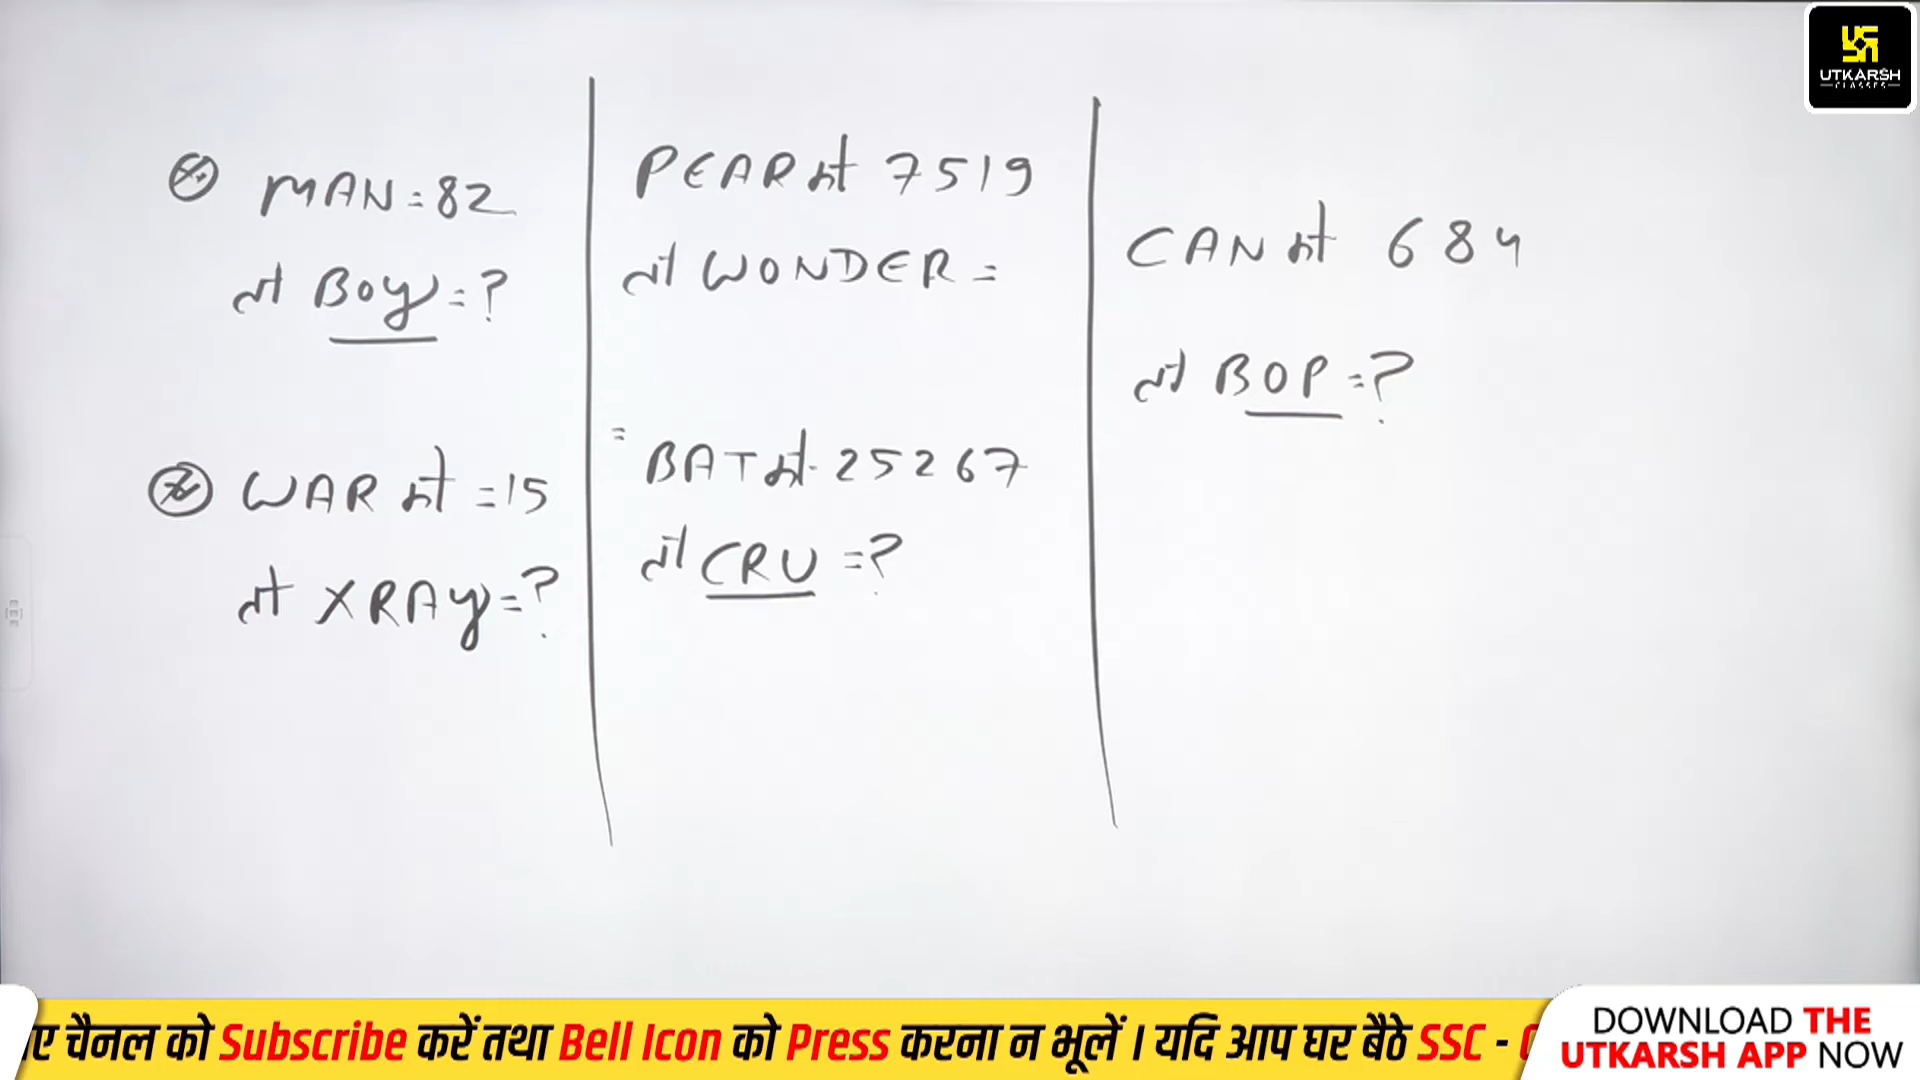 MAN = 82
तो BOY = ?
WAR को = 15
तो XRAY = ?
PEAR को 7519
तो WONDER =
= BAT को 25267
तो CRU = ?
CAN को 684
तो BOP = ?
UTKARSH
CLASSES
ए चैनल को Subscribe करें तथा Bell Icon को Press करना न भूलें । यदि आप घर बैठे SSC -
DOWNLOAD THE
UTKARSH APP NOW